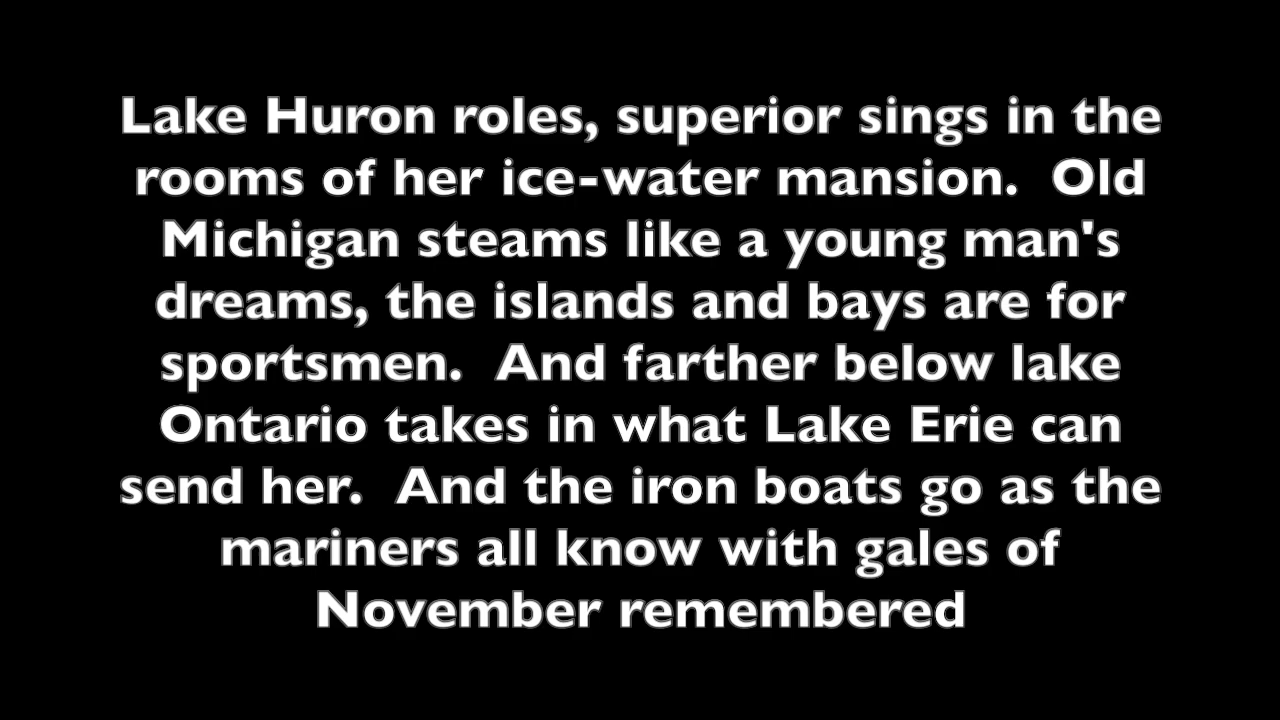 Lake Huron roles, superior sings in the
rooms of her ice-water mansion.  Old
Michigan steams like a young man's
dreams, the islands and bays are for
sportsmen.  And farther below lake
Ontario takes in what Lake Erie can
send her.  And the iron boats go as the
mariners all know with gales of
November remembered